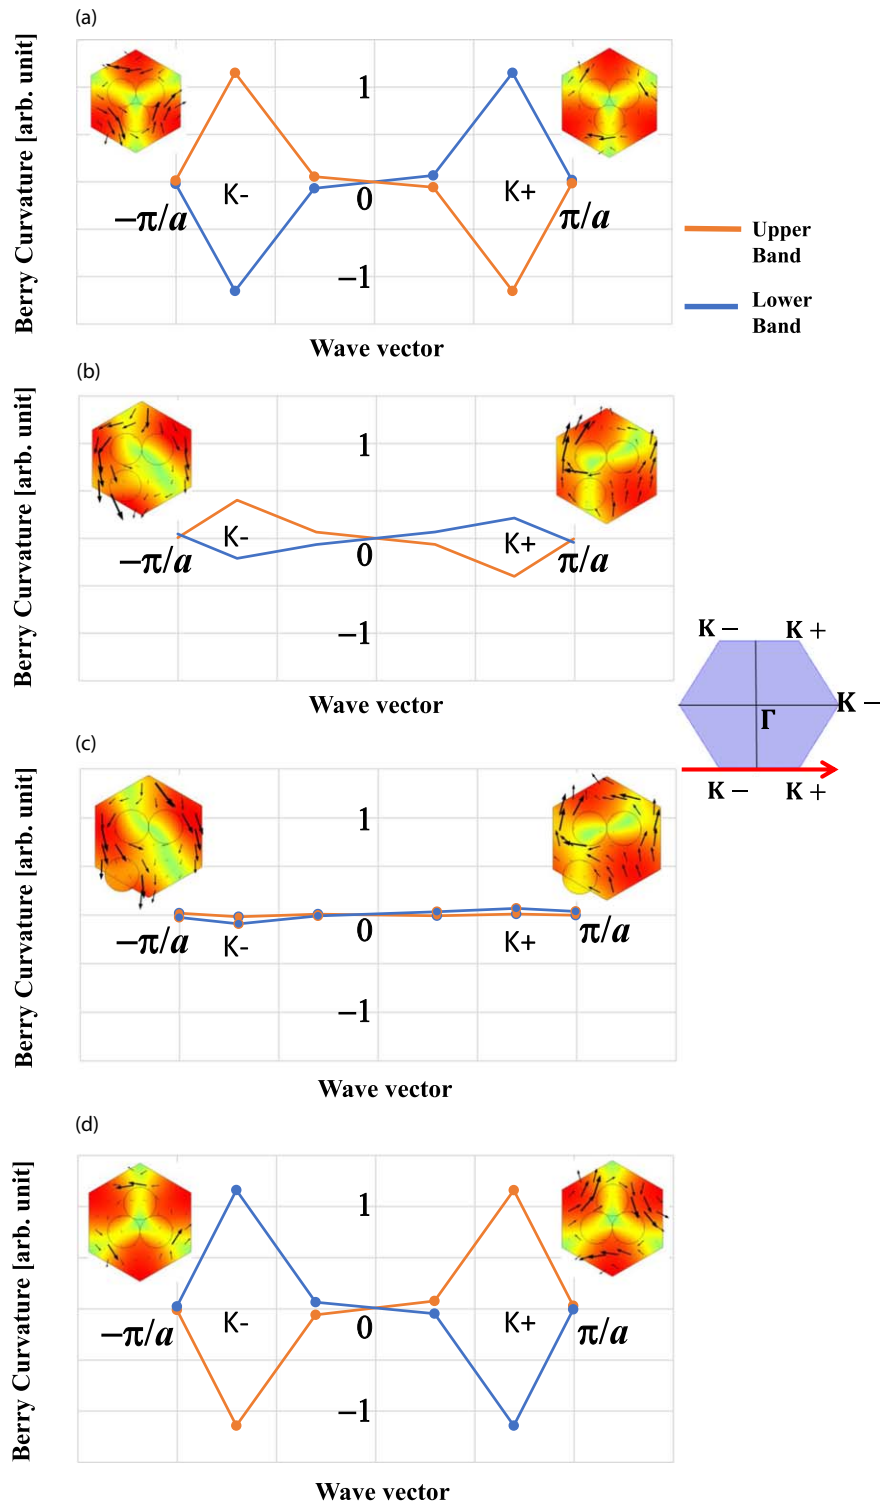 (a)
Berry Curvature [arb. unit]
1
K-
0
K+
−π/a
π/a
−1
Wave vector
Upper
Band
Lower
Band
(b)
Berry Curvature [arb. unit]
1
K-
0
K+
−π/a
π/a
−1
Wave vector
K −
K +
Γ
K −
K −
K +
(c)
Berry Curvature [arb. unit]
1
0
−π/a
K-
K+
π/a
−1
Wave vector
(d)
Berry Curvature [arb. unit]
1
−π/a
K-
0
K+
π/a
−1
Wave vector